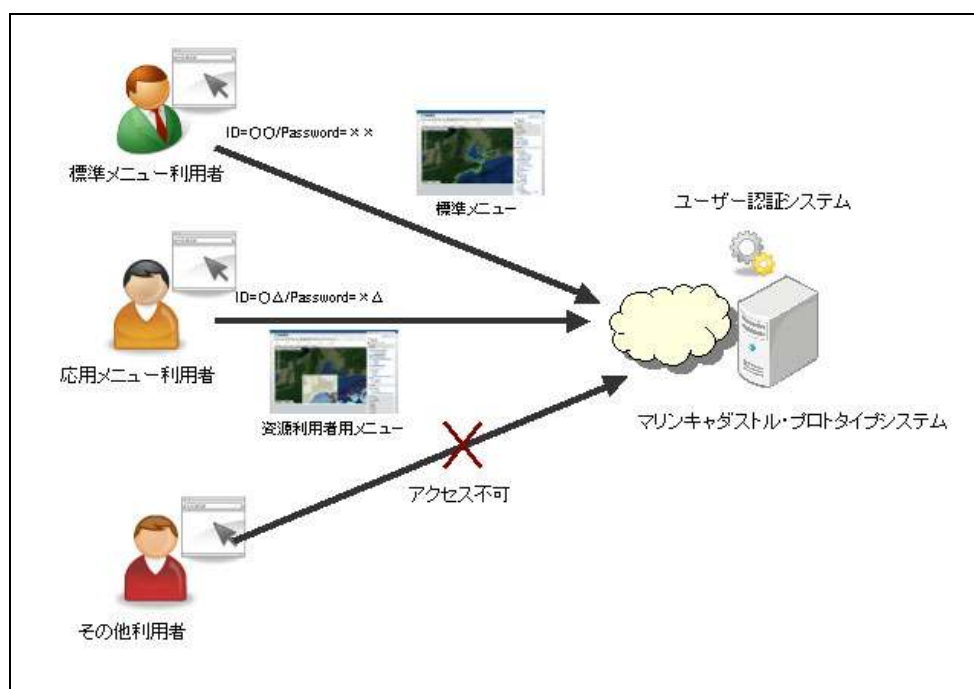 ID=○○/Password=××
標準メニュー利用者
標準メニュー
ユーザー認証システム
ID=○△/Password=×△
応用メニュー利用者
資源利用者用メニュー
マリンキャダストル・プロトタイプシステム
アクセス不可
その他利用者